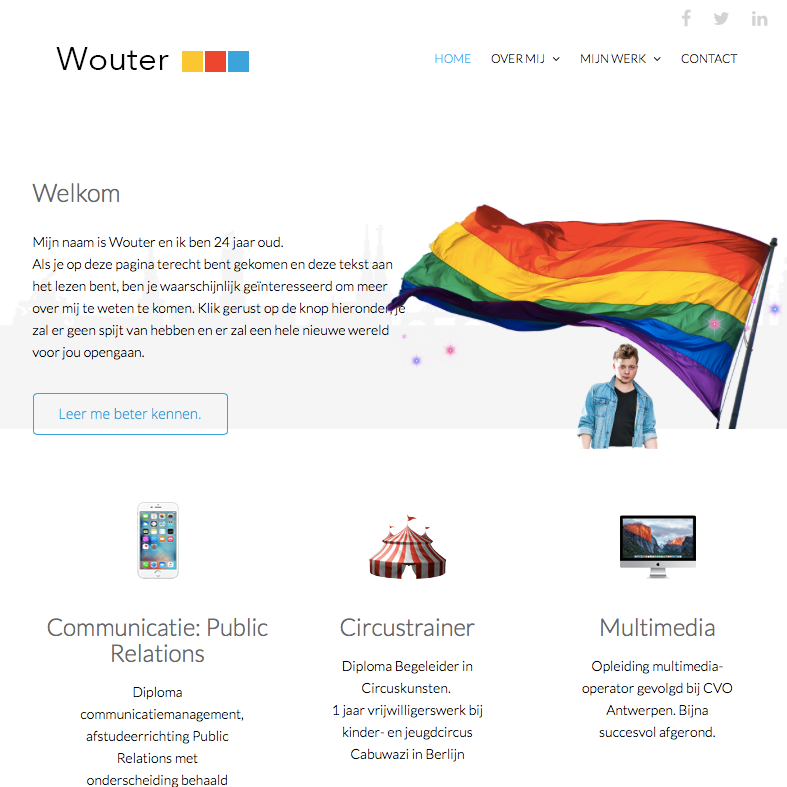 Wouter
HOME OVER MIJ MIJN WERK CONTACT
Welkom
Mijn naam is Wouter en ik ben 24 jaar oud.
Als je op deze pagina terecht bent gekomen en deze tekst aan
het lezen bent, ben je waarschijnlijk geïnteresseerd om meer
over mij te weten te komen. Klik gerust op de knop hieronder, je
zal er geen spijt van hebben en er zal een hele nieuwe wereld
voor jou opengaan.
Leer me beter kennen.
Communicatie: Public
Relations
Diploma
communicatiemanagement,
afstudeerrichting Public
Relations met
onderscheiding behaald
Circustrainer
Diploma Begeleider in
Circuskunsten.
1 jaar vrijwilligerswerk bij
kinder- en jeugdcircus
Cabuwazi in Berlijn
Multimedia
Opleiding multimedia-
operator gevolgd bij CVO
Antwerpen. Bijna
succesvol afgerond.